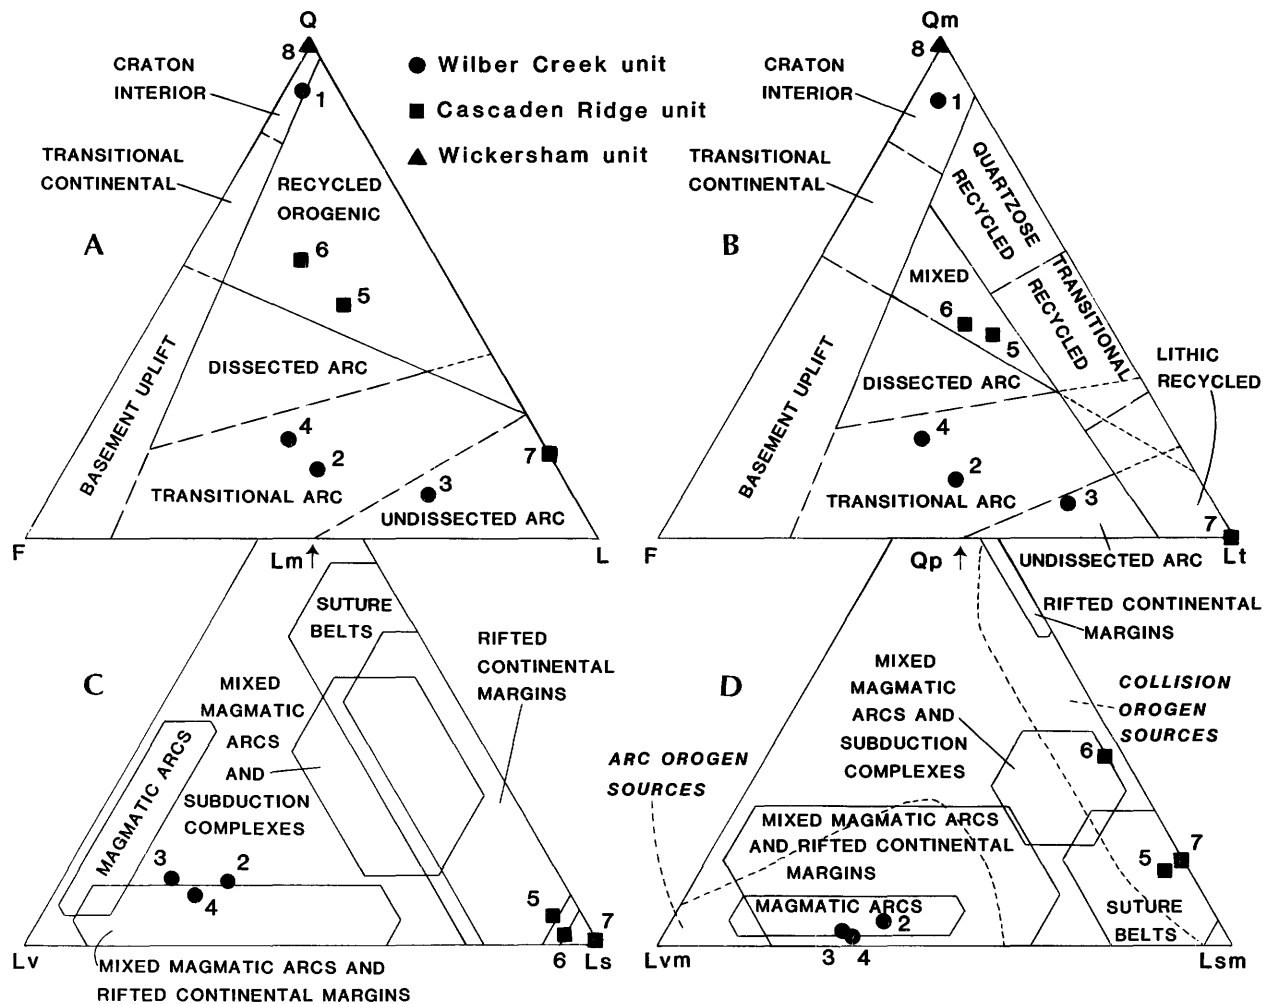 Q
8
CRATON
INTERIOR
1
TRANSITIONAL
CONTINENTAL
RECYCLED
OROGENIC
A
6
5
BASEMENT UPLIFT
DISSECTED ARC
4
2
TRANSITIONAL ARC
3
7
UNDISSECTED ARC
F
L
Wilber Creek unit
Cascaden Ridge unit
Wickersham unit
Qm
8
CRATON
INTERIOR
1
TRANSITIONAL
CONTINENTAL
QUARTZOSE
RECYCLED
B
MIXED
TRANSITIONAL
RECYCLED
6
5
LITHIC
RECYCLED
BASEMENT UPLIFT
DISSECTED ARC
4
2
TRANSITIONAL ARC
3
7
F
Lt
UNDISSECTED ARC
Lm↑
SUTURE
BELTS
RIFTED
CONTINENTAL
MARGINS
C
MIXED
MAGMATIC
ARCS
AND
SUBDUCTION
COMPLEXES
MAGMATIC ARCS
3
2
4
5
7
6
Lv
Ls
MIXED MAGMATIC ARCS AND
RIFTED CONTINENTAL MARGINS
Qp ↑
RIFTED CONTINENTAL
MARGINS
D
MIXED
MAGMATIC
ARCS AND
SUBDUCTION
COMPLEXES
COLLISION
OROGEN
SOURCES
6
ARC OROGEN
SOURCES
MIXED MAGMATIC ARCS
AND RIFTED CONTINENTAL
MARGINS
7
5
MAGMATIC ARCS
2
SUTURE
BELTS
3
4
Lvm
Lsm